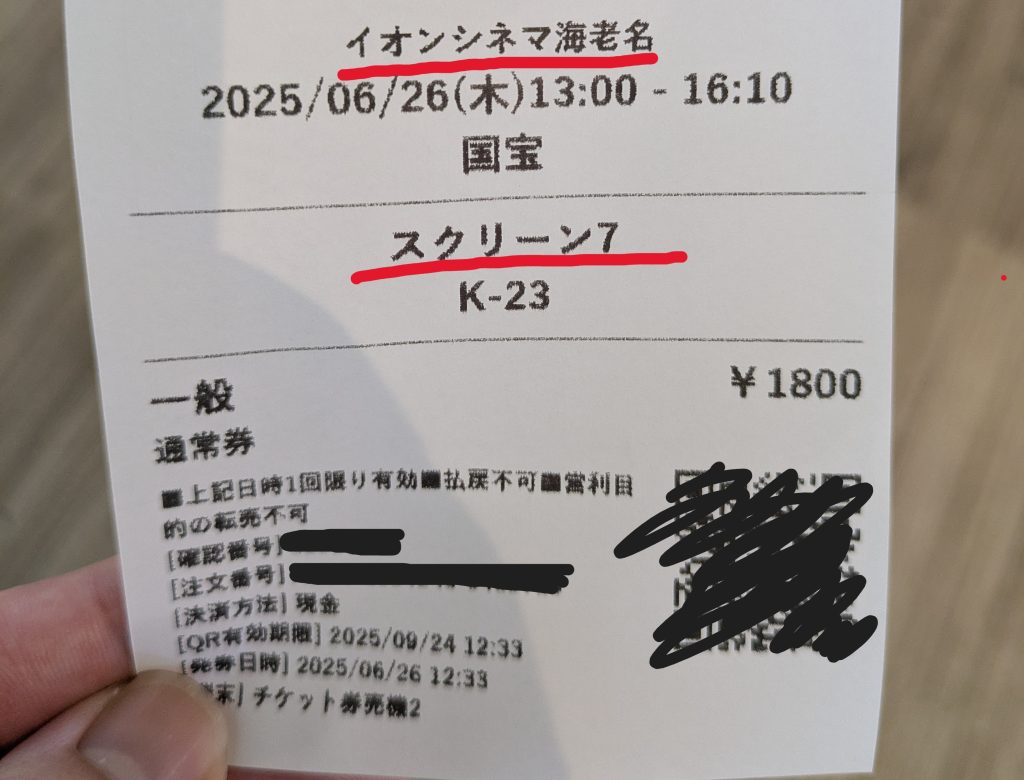 イオンシネマ海老名
2025/06/26(木)13:00 - 16:10
国宝
スクリーン7
K-23
一般
¥1800
通常券
■上記日時1回限り有効■払戻不可■営利目
的の転売不可
[確認番号]
[注文番号]
[決済方法] 現金
[QR有効期限] 2025/09/24 12:33
[発券日時] 2025/06/26 12:33
末] チケット券売機2